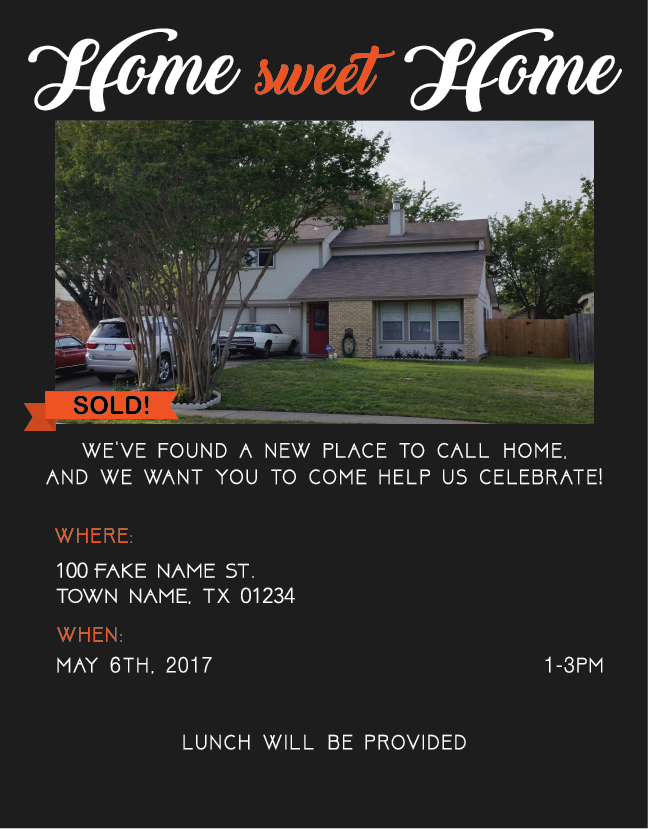 Home sweet Home
SOLD!
WE'VE FOUND A NEW PLACE TO CALL HOME,
AND WE WANT YOU TO COME HELP US CELEBRATE!
WHERE:
100 FAKE NAME ST.
TOWN NAME, TX 01234
WHEN:
MAY 6TH, 2017 1-3PM
LUNCH WILL BE PROVIDED